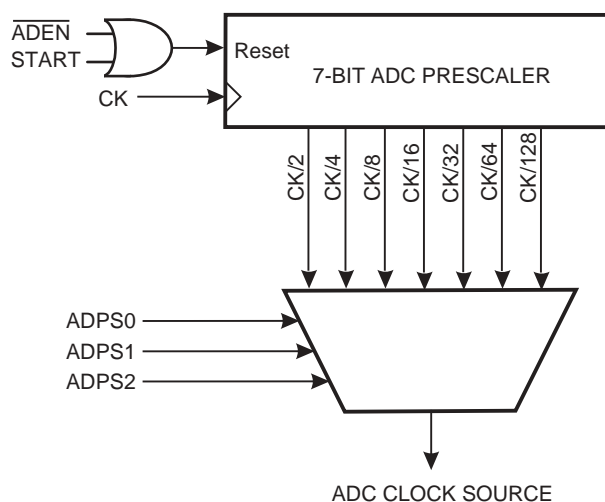 ADEN
START
Reset
7-BIT ADC PRESCALER
CK
CK/2
CK/4
CK/8
CK/16
CK/32
CK/64
CK/128
ADPS0
ADPS1
ADPS2
ADC CLOCK SOURCE